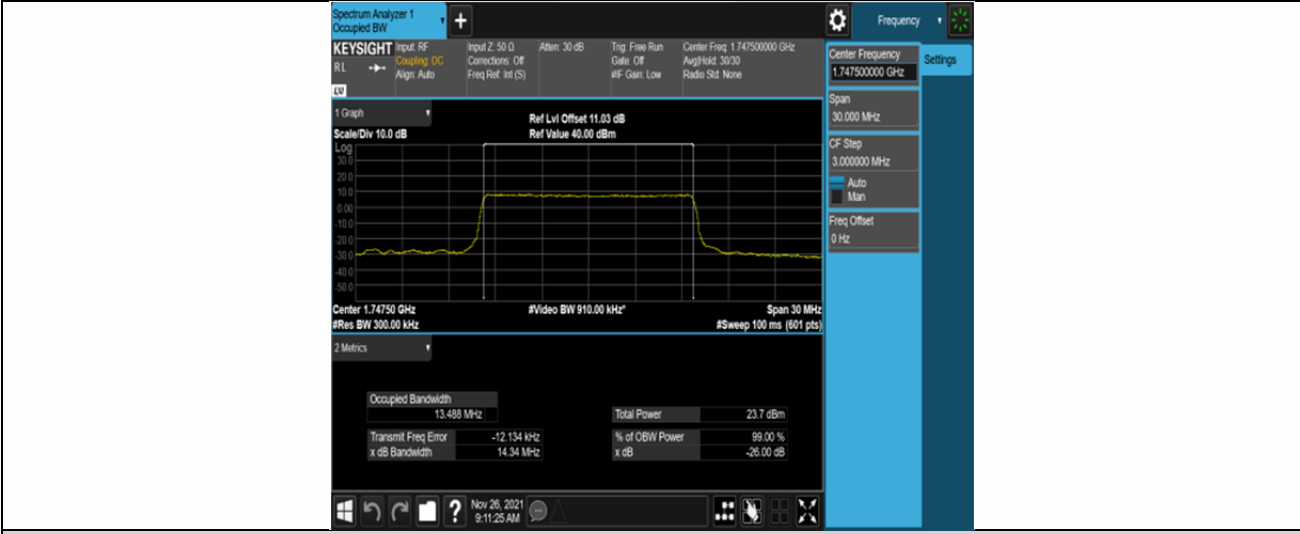 Spectrum Analyzer 1
Occupied BW
+
Frequency
KEYSIGHT
Input: RF
Coupling: DC
Align: Auto
Input Z: 50 Ω
Corrections: Off
Freq Ref: Int (S)
Atten: 30 dB
Trig: Free Run
Gate: Off
#IF Gain: Low
Center Freq: 1.747500000 GHz
Avg|Hold: 30/30
Radio Std: None
RL
LXI
1 Graph
Scale/Div 10.0 dB
Ref Lvl Offset 11.03 dB
Ref Value 40.00 dBm
Log
30.0
20.0
10.0
0.00
-10.0
-20.0
-30.0
-40.0
-50.0
Center 1.74750 GHz
#Video BW 910.00 kHz*
Span 30 MHz
#Res BW 300.00 kHz
#Sweep 100 ms (601 pts)
2 Metrics
Occupied Bandwidth
13.488 MHz
Total Power 23.7 dBm
Transmit Freq Error -12.134 kHz
% of OBW Power 99.00 %
x dB Bandwidth 14.34 MHz
x dB -26.00 dB
?
Nov 26, 2021
9:11:25 AM
Center Frequency
1.747500000 GHz
Settings
Span
30.000 MHz
CF Step
3.000000 MHz
Auto
Man
Freq Offset
0 Hz